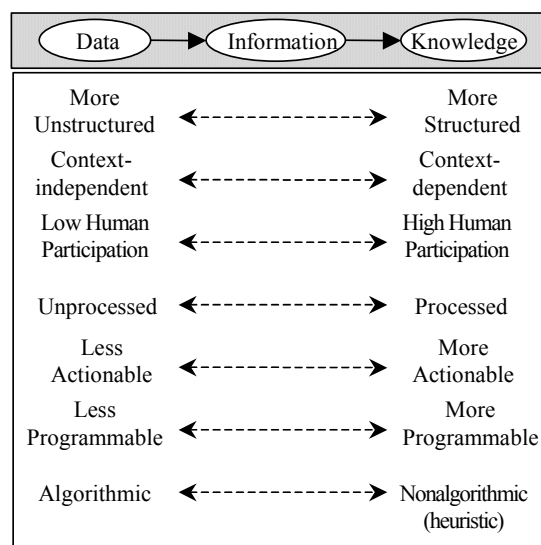 Data Information Knowledge
More More
Unstructured Structured
Context- Context-
independent dependent
Low Human High Human
Participation Participation
Unprocessed Processed
Less More
Actionable Actionable
Less More
Programmable Programmable
Algorithmic Nonalgorithmic
(heuristic)